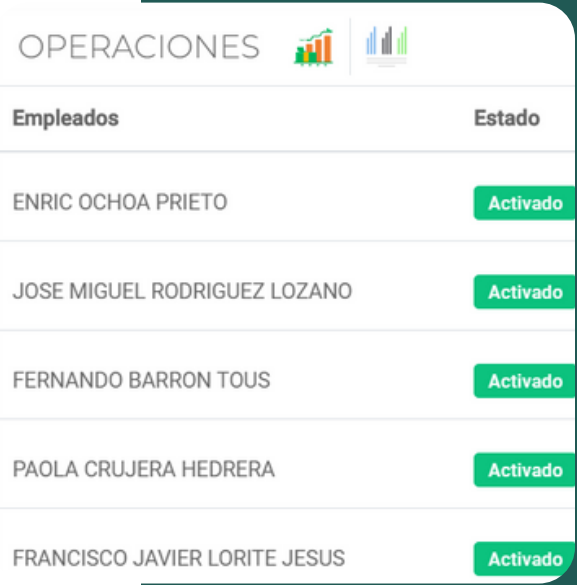 OPERACIONES
Empleados Estado
ENRIC OCHOA PRIETO Activado
JOSE MIGUEL RODRIGUEZ LOZANO Activado
FERNANDO BARRON TOUS Activado
PAOLA CRUJERA HEDRERA Activado
FRANCISCO JAVIER LORITE JESUS Activado